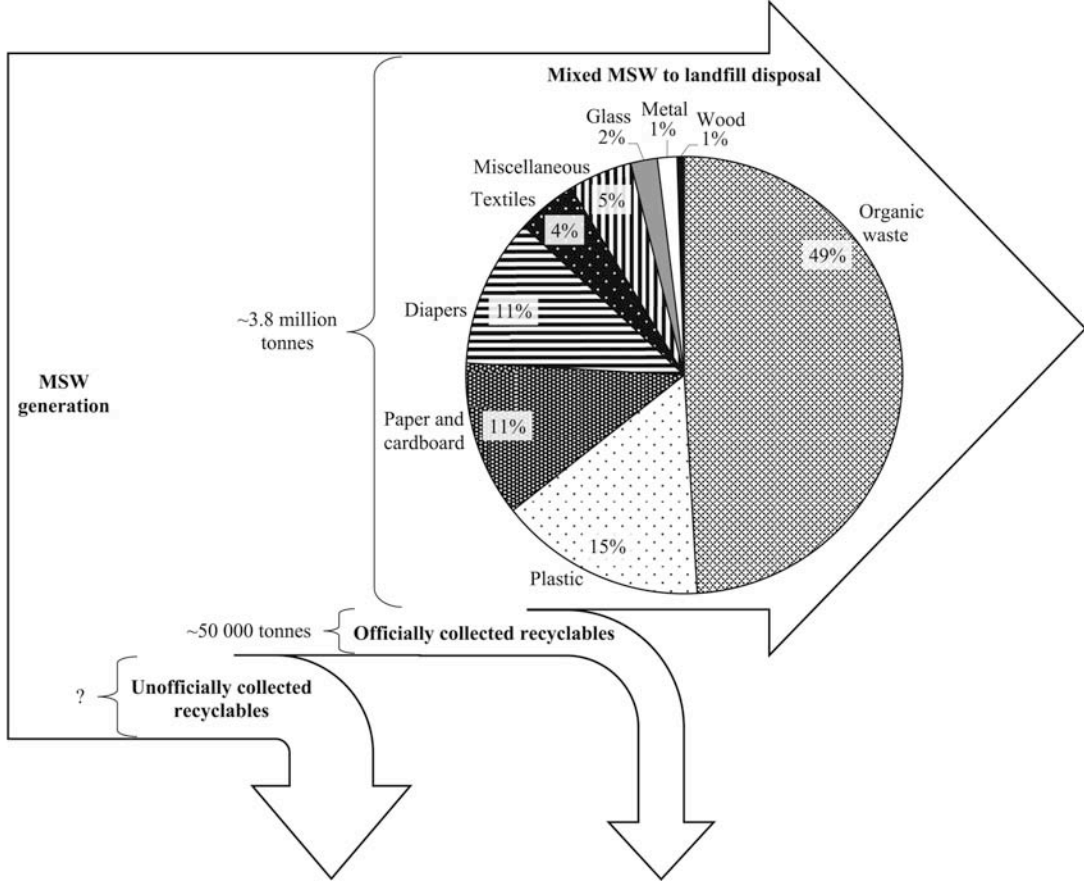 Mixed MSW to landfill disposal
Metal
1%
Glass
2%
Wood
1%
Miscellaneous
5%
Textiles
4%
Organic
waste
49%
Diapers
11%
~3.8 million
tonnes
MSW
generation
Paper and
cardboard
11%
15%
Plastic
~50 000 tonnes
Officially collected recyclables
?
Unofficially collected
recyclables